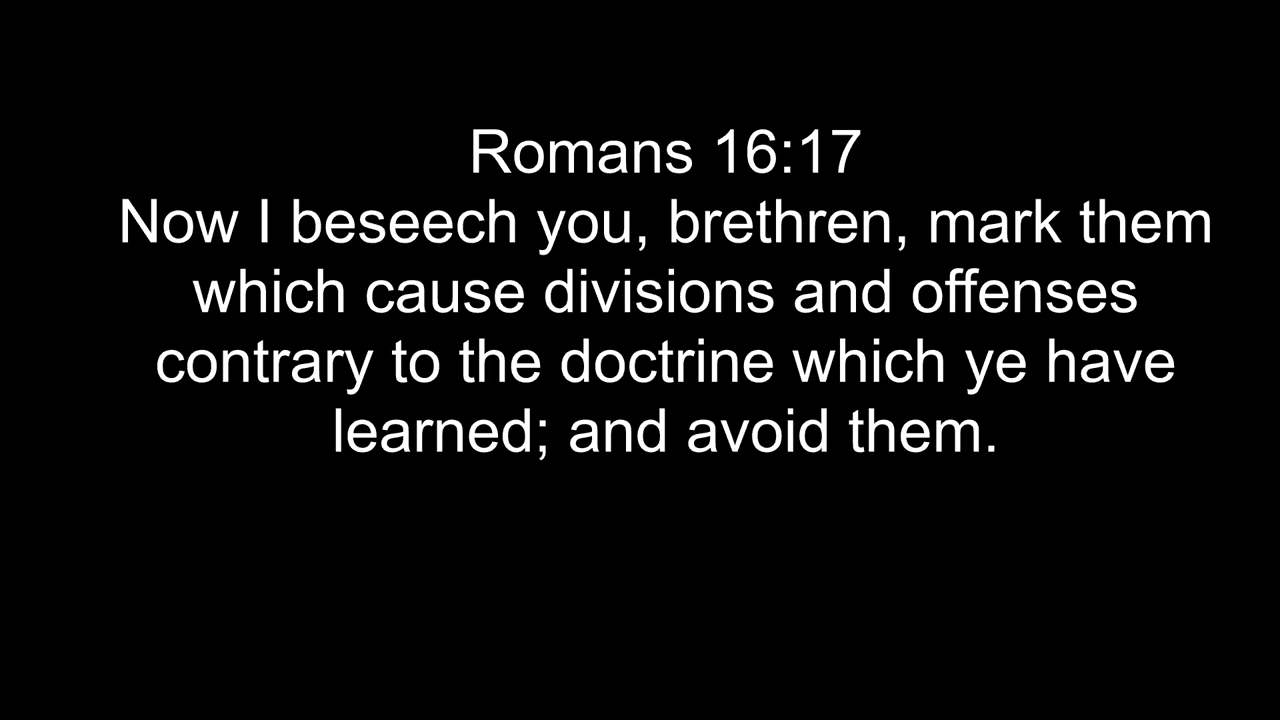 Romans 16:17
Now I beseech you, brethren, mark them
which cause divisions and offenses
contrary to the doctrine which ye have
learned; and avoid them.